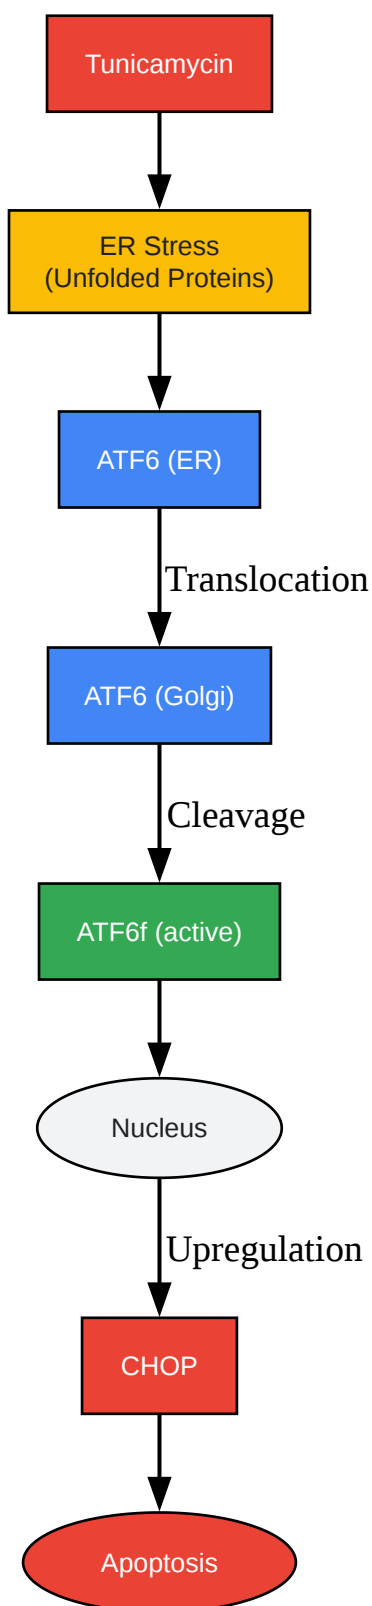 Tunicamycin
ER Stress
(Unfolded Proteins)
ATF6 (ER)
Translocation
ATF6 (Golgi)
Cleavage
ATF6f (active)
Nucleus
Upregulation
CHOP
Apoptosis